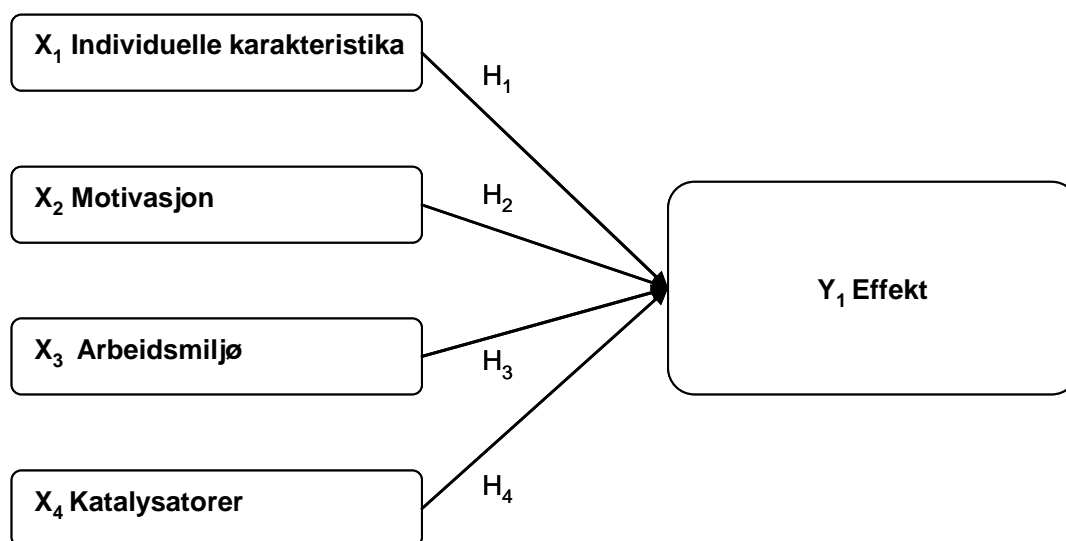 X₁ Individuelle karakteristika
H₁
X₂ Motivasjon
H₂
Y₁ Effekt
X₃ Arbeidsmiljø
H₃
X₄ Katalysatorer
H₄